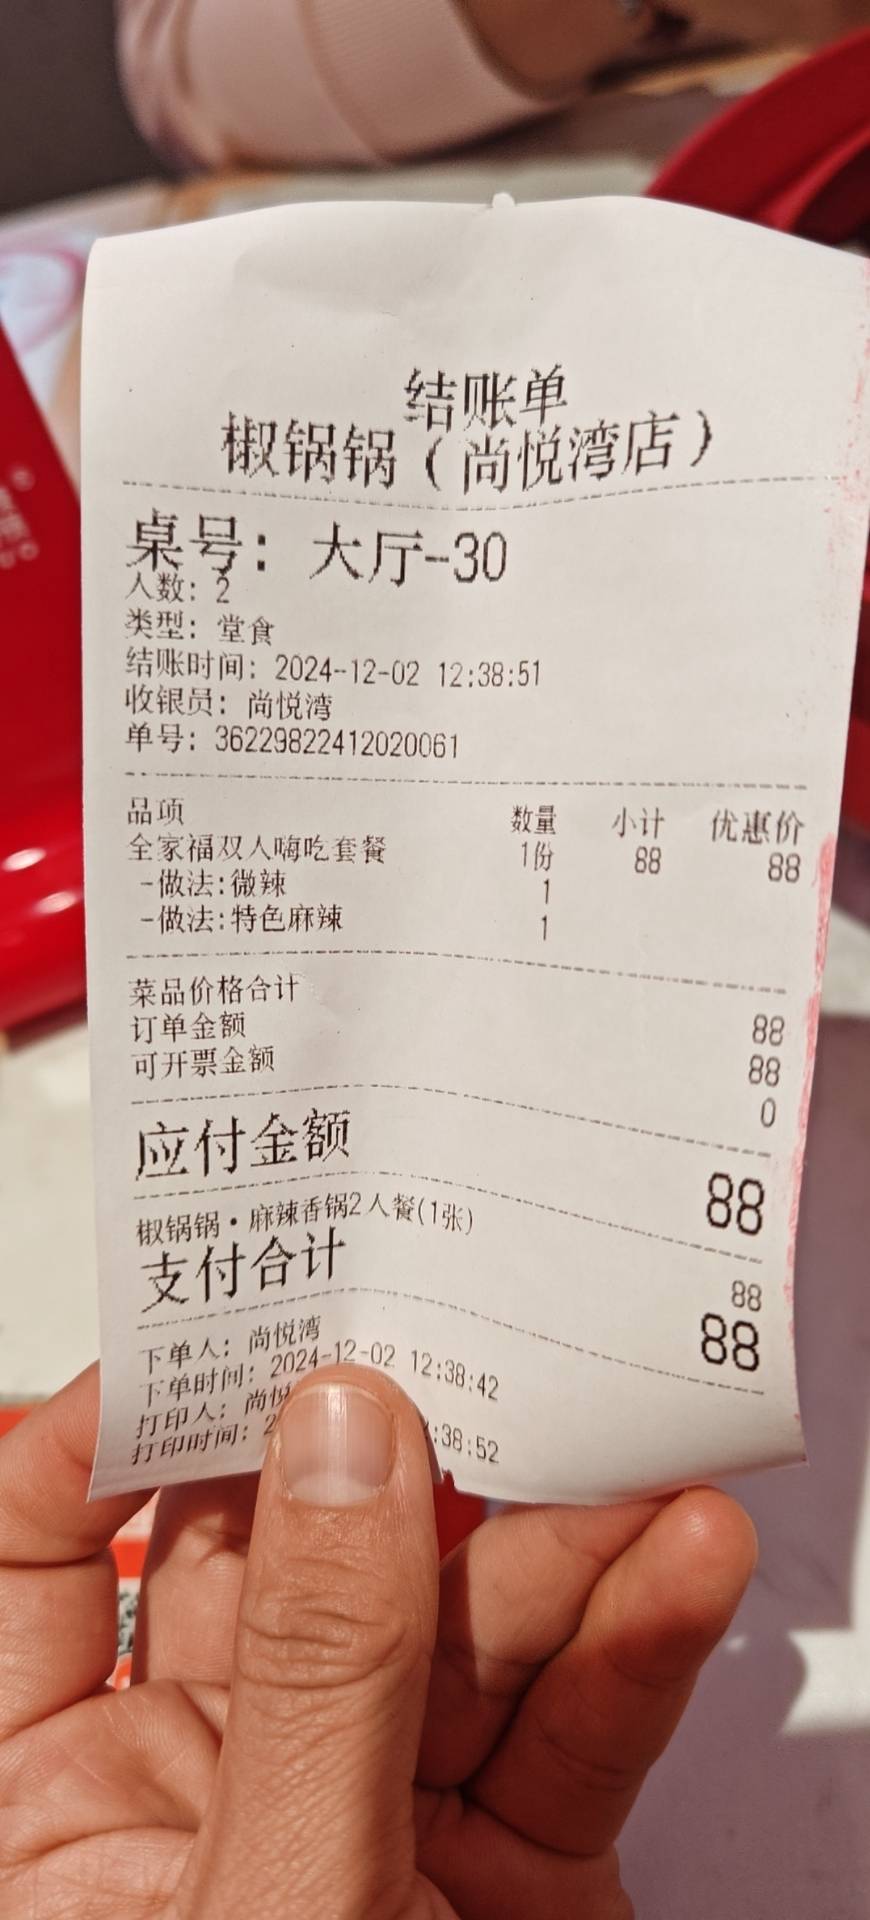 结账单
椒锅锅（尚悦湾店）
桌号：大厅-30
人数：2
类型：堂食
结账时间：2024-12-02 12:38:51
收银员：尚悦湾
单号：36229822412020061
品项 数量 小计 优惠价
全家福双人嗨吃套餐 1份 88 88
-做法:微辣 1
-做法:特色麻辣 1
菜品价格合计 88
订单金额 88
可开票金额 0
应付金额 88
椒锅锅·麻辣香锅2人餐(1张) 88
支付合计 88
下单人：尚悦湾
下单时间：2024-12-02 12:38:42
打印人：尚悦
打印时间：2 :38:52